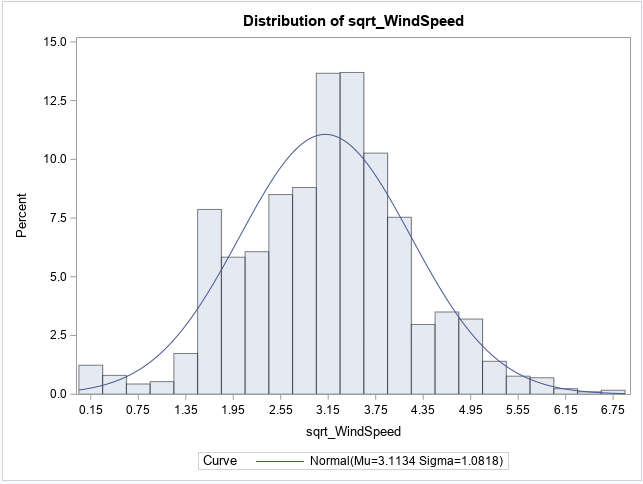 Distribution of sqrt_WindSpeed
15.0
12.5
10.0
7.5
5.0
2.5
0.0
Percent
0.15 0.75 1.35 1.95 2.55 3.15 3.75 4.35 4.95 5.55 6.15 6.75
sqrt_WindSpeed
Curve Normal(Mu=3.1134 Sigma=1.0818)